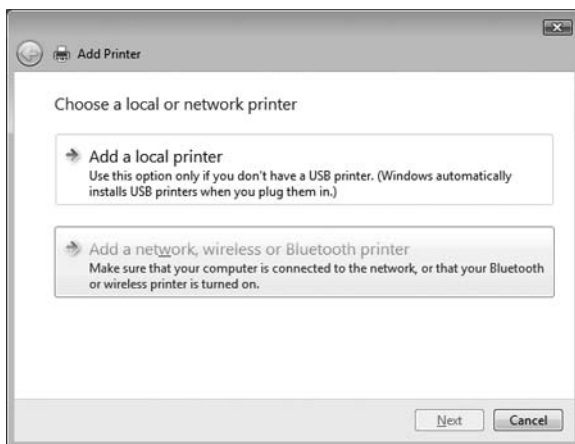 Add Printer
Choose a local or network printer
Add a local printer
Use this option only if you don't have a USB printer. (Windows automatically
installs USB printers when you plug them in.)
Add a network, wireless or Bluetooth printer
Make sure that your computer is connected to the network, or that your Bluetooth
or wireless printer is turned on.
Next Cancel